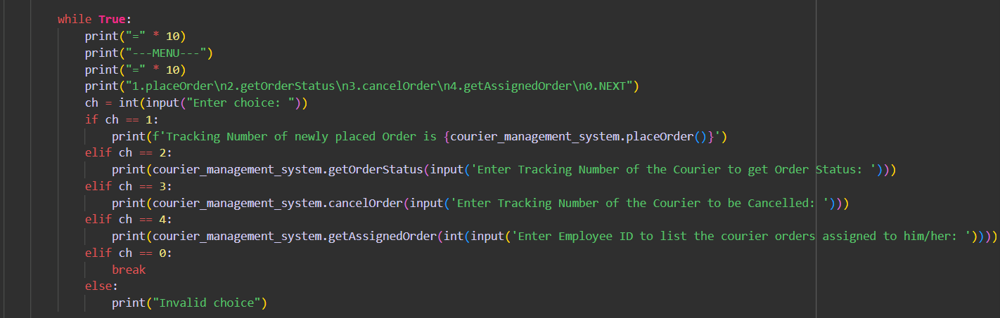 while True:
    print("=" * 10)
    print("---MENU---")
    print("=" * 10)
    print("1.placeOrder\n2.getOrderStatus\n3.cancelOrder\n4.getAssignedOrder\n0.NEXT")
    ch = int(input("Enter choice: "))
    if ch == 1:
        print(f'Tracking Number of newly placed Order is {courier_management_system.placeOrder()}')
    elif ch == 2:
        print(courier_management_system.getOrderStatus(input('Enter Tracking Number of the Courier to get Order Status: ')))
    elif ch == 3:
        print(courier_management_system.cancelOrder(input('Enter Tracking Number of the Courier to be Cancelled: ')))
    elif ch == 4:
        print(courier_management_system.getAssignedOrder(int(input('Enter Employee ID to list the courier orders assigned to him/her: '))))
    elif ch == 0:
        break
    else:
        print("Invalid choice")